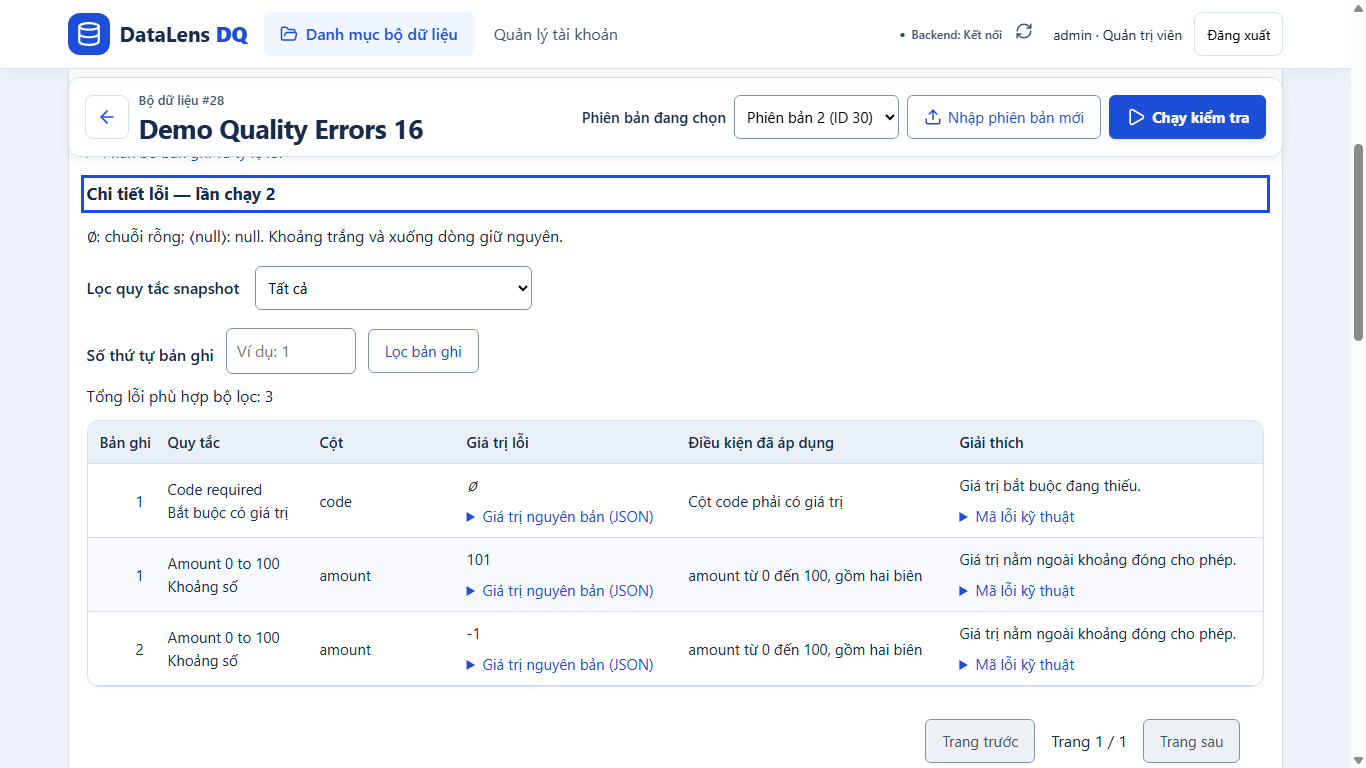 DataLens DQ
Danh mục bộ dữ liệu
Quản lý tài khoản
• Backend: Kết nối
admin · Quản trị viên
Đăng xuất
Bộ dữ liệu #28
Demo Quality Errors 16
Phiên bản đang chọn
Phiên bản 2 (ID 30)
Nhập phiên bản mới
Chạy kiểm tra
Chi tiết lỗi — lần chạy 2
Ø: chuỗi rỗng; ⟨null⟩: null. Khoảng trắng và xuống dòng giữ nguyên.
Lọc quy tắc snapshot
Tất cả
Số thứ tự bản ghi
Ví dụ: 1
Lọc bản ghi
Tổng lỗi phù hợp bộ lọc: 3
Bản ghi Quy tắc Cột Giá trị lỗi Điều kiện đã áp dụng Giải thích
1
Code required
Bắt buộc có giá trị
code
Ø
Giá trị nguyên bản (JSON)
Cột code phải có giá trị
Giá trị bắt buộc đang thiếu.
Mã lỗi kỹ thuật
1
Amount 0 to 100
Khoảng số
amount
101
Giá trị nguyên bản (JSON)
amount từ 0 đến 100, gồm hai biên
Giá trị nằm ngoài khoảng đóng cho phép.
Mã lỗi kỹ thuật
2
Amount 0 to 100
Khoảng số
amount
-1
Giá trị nguyên bản (JSON)
amount từ 0 đến 100, gồm hai biên
Giá trị nằm ngoài khoảng đóng cho phép.
Mã lỗi kỹ thuật
Trang trước
Trang 1 / 1
Trang sau